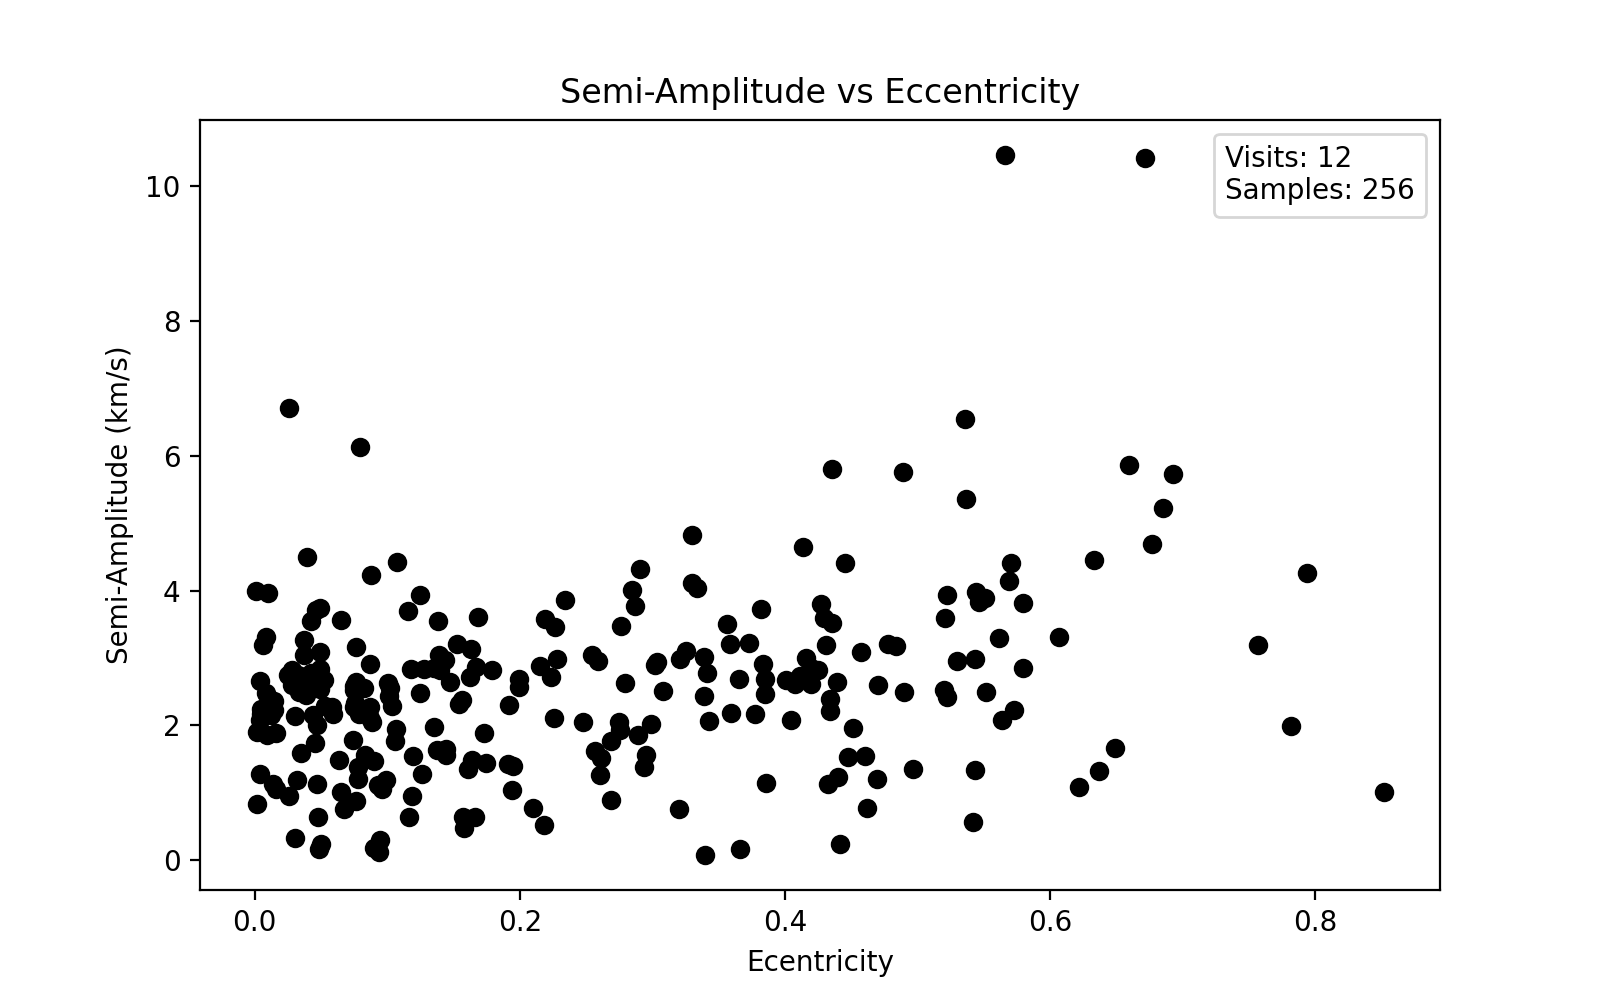 Semi-Amplitude vs Eccentricity
Visits: 12
Samples: 256
Semi-Amplitude (km/s)
10
8
6
4
2
0
0.0 0.2 0.4 0.6 0.8
Ecentricity